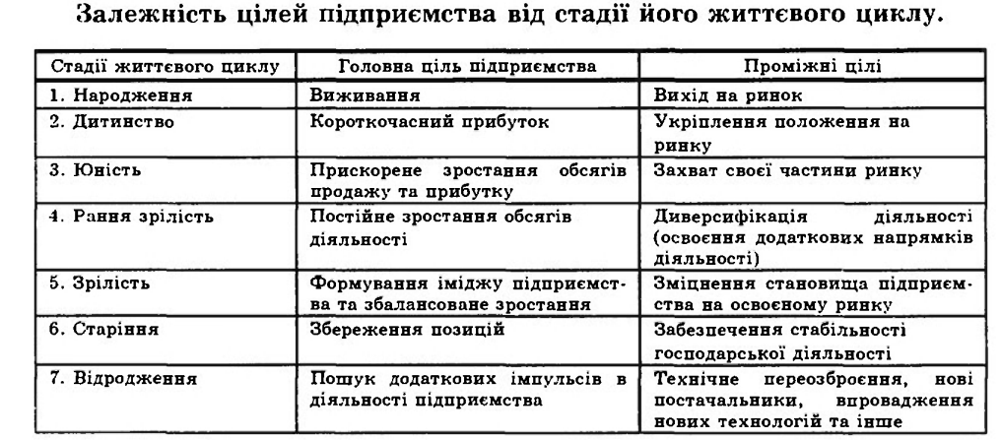 Залежність цілей підприємства від стадії його життєвого циклу.
Стадії життєвого циклу Головна ціль підприємства Проміжні цілі
1. Народження Виживання Вихід на ринок
2. Дитинство Короткочасний прибуток Укріплення положення на
ринку
3. Юність Прискорене зростання обсягів Захват своєї частини ринку
продажу та прибутку
4. Рання зрілість Постійне зростання обсягів Диверсифікація діяльності
діяльності (освоєння додаткових напрямків
діяльності)
5. Зрілість Формування іміджу підприємст- Зміцнення становища підприєм-
ва та збалансоване зростання ства на освоєному ринку
6. Старіння Збереження позицій Забезпечення стабільності
господарської діяльності
7. Відродження Пошук додаткових імпульсів в Технічне переозброєння, нові
діяльності підприємства постачальники, впровадження
нових технологій та інше